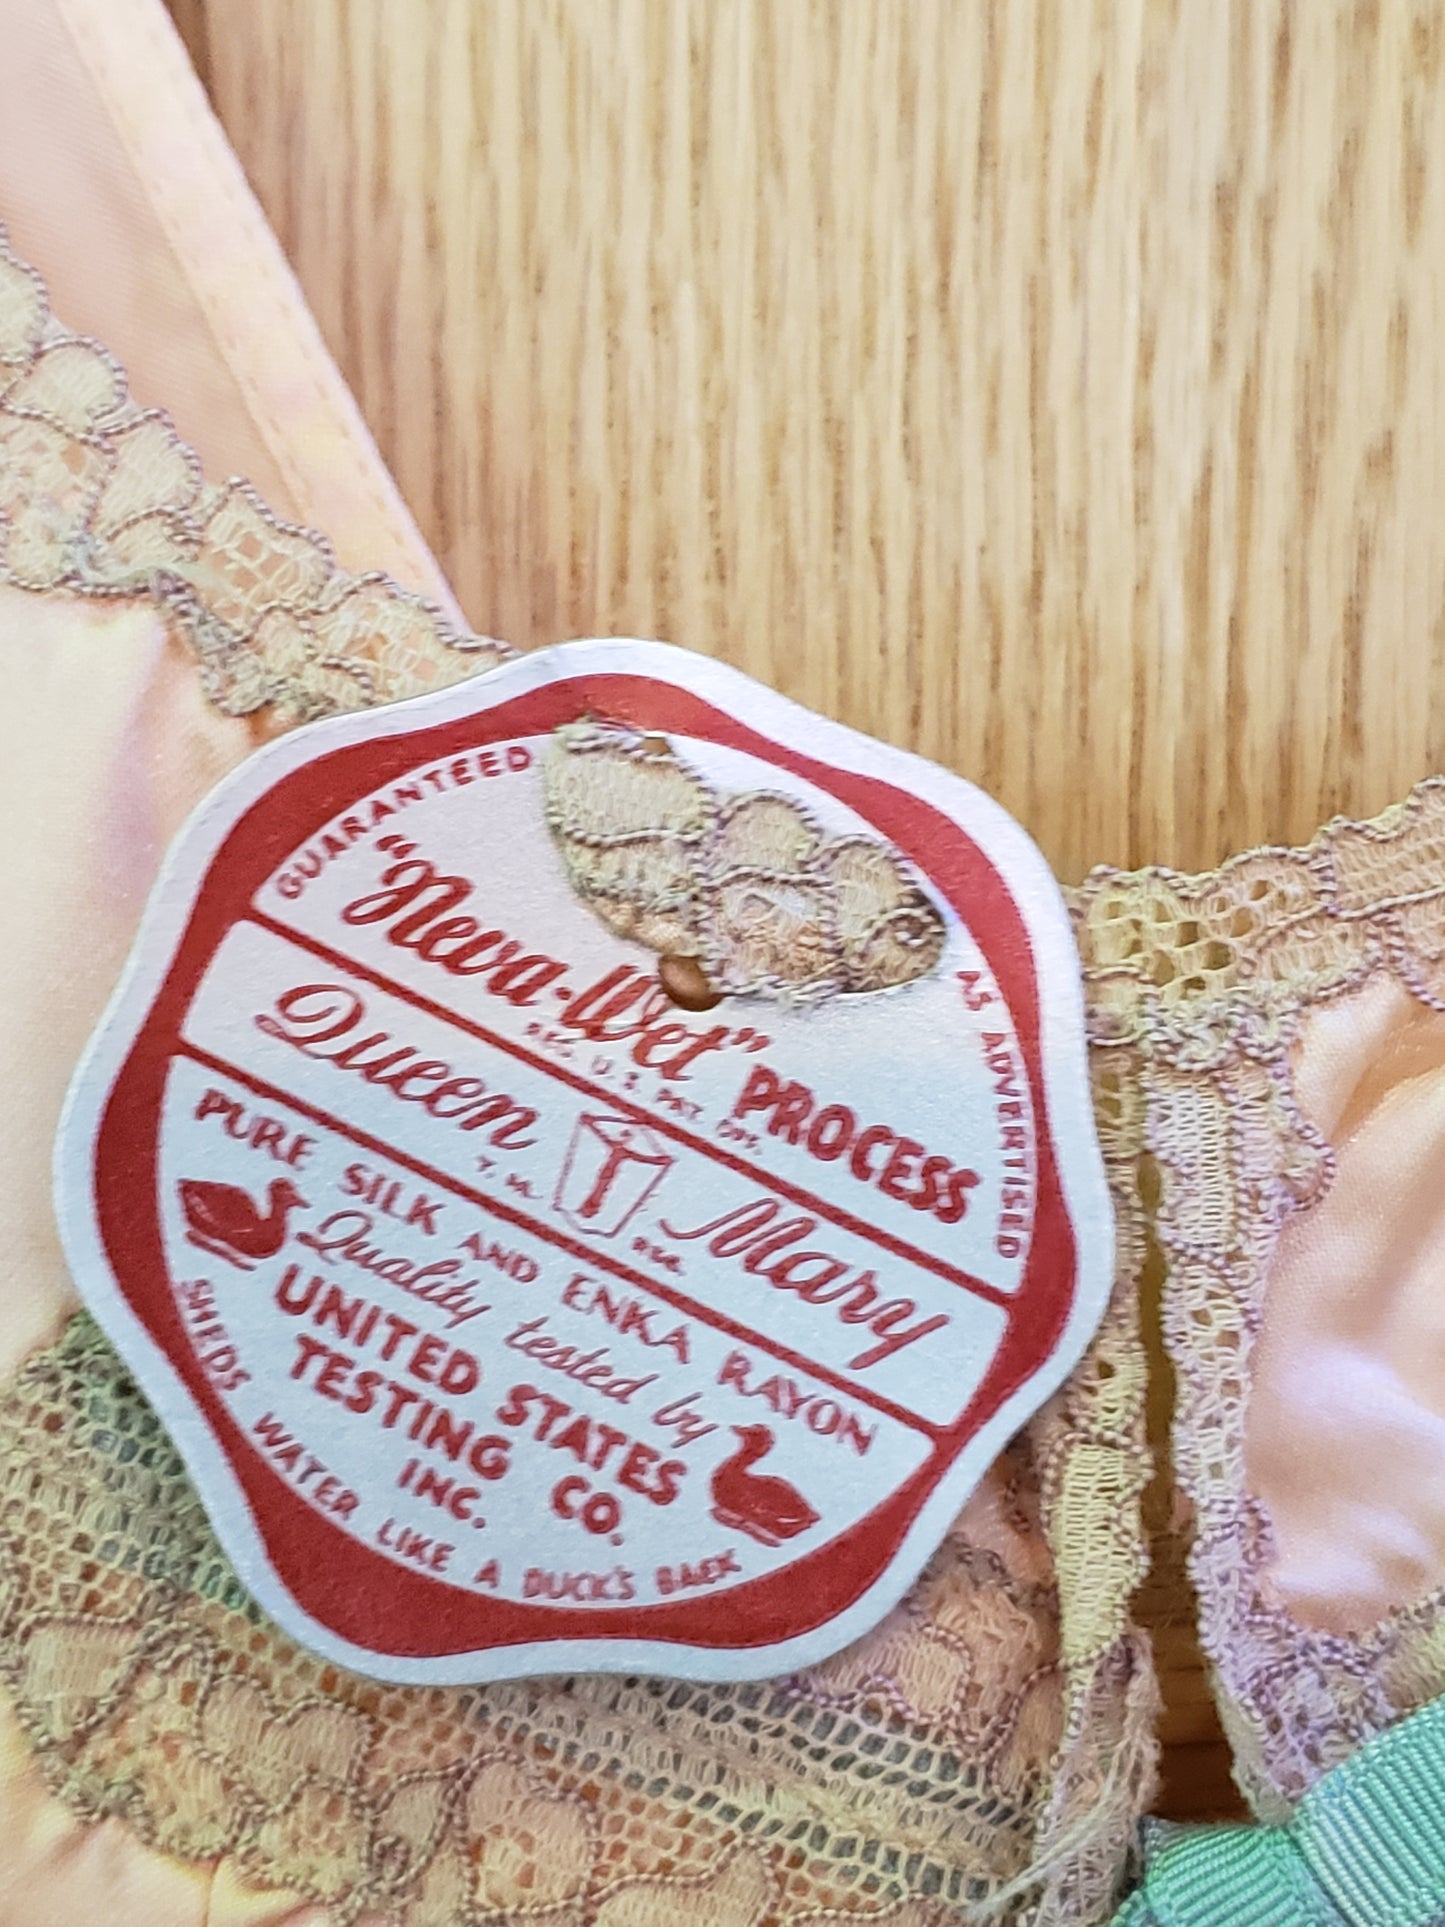 GUARANTEED
AS ADVERTISED
"Neva-Wet" PROCESS
REG. U.S. PAT. OFF.
Queen Mary
T. M. REG.
PURE SILK AND ENKA RAYON
Quality tested by
UNITED STATES
TESTING CO.
INC.
SHEDS WATER LIKE A DUCK'S BACK